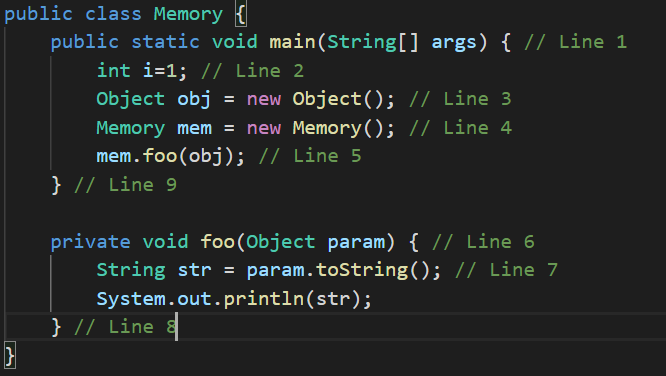 public class Memory {
    public static void main(String[] args) { // Line 1
        int i=1; // Line 2
        Object obj = new Object(); // Line 3
        Memory mem = new Memory(); // Line 4
        mem.foo(obj); // Line 5
    } // Line 9

    private void foo(Object param) { // Line 6
        String str = param.toString(); // Line 7
        System.out.println(str);
    } // Line 8
}